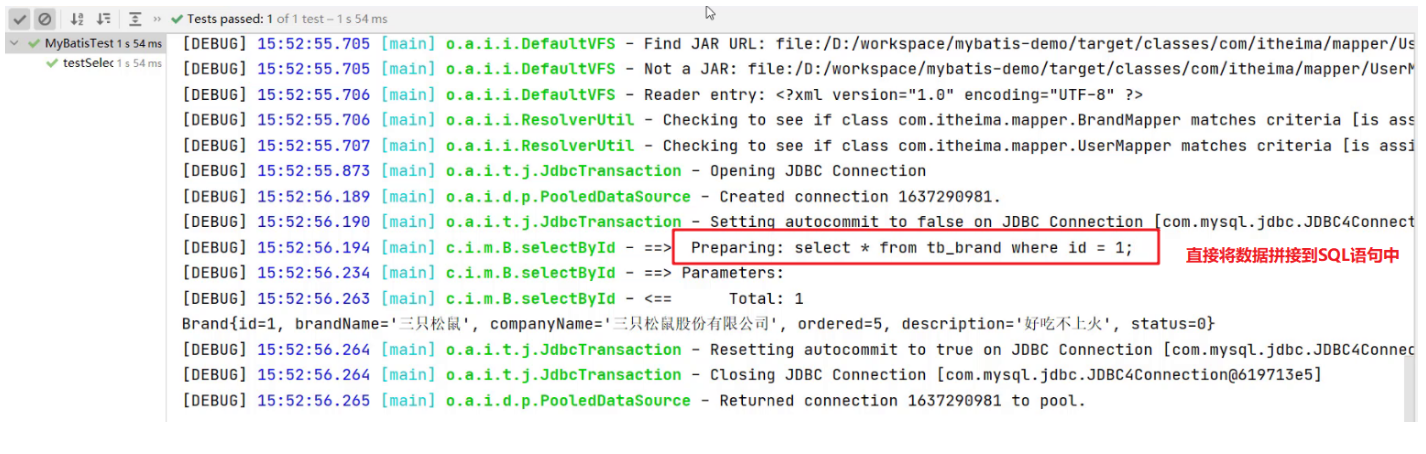 Tests passed: 1 of 1 test – 1 s 54 ms
MyBatisTest 1 s 54 ms
testSelec 1 s 54 ms
[DEBUG] 15:52:55.705 [main] o.a.i.i.DefaultVFS - Find JAR URL: file:/D:/workspace/mybatis-demo/target/classes/com/itheima/mapper/Us
[DEBUG] 15:52:55.705 [main] o.a.i.i.DefaultVFS - Not a JAR: file:/D:/workspace/mybatis-demo/target/classes/com/itheima/mapper/UserM
[DEBUG] 15:52:55.706 [main] o.a.i.i.DefaultVFS - Reader entry: <?xml version="1.0" encoding="UTF-8" ?>
[DEBUG] 15:52:55.706 [main] o.a.i.i.ResolverUtil - Checking to see if class com.itheima.mapper.BrandMapper matches criteria [is ass
[DEBUG] 15:52:55.707 [main] o.a.i.i.ResolverUtil - Checking to see if class com.itheima.mapper.UserMapper matches criteria [is assi
[DEBUG] 15:52:55.873 [main] o.a.i.t.j.JdbcTransaction - Opening JDBC Connection
[DEBUG] 15:52:56.189 [main] o.a.i.d.p.PooledDataSource - Created connection 1637290981.
[DEBUG] 15:52:56.190 [main] o.a.i.t.j.JdbcTransaction - Setting autocommit to false on JDBC Connection [com.mysql.jdbc.JDBC4Connect
[DEBUG] 15:52:56.194 [main] c.i.m.B.selectById - ==> Preparing: select * from tb_brand where id = 1;
直接将数据拼接到SQL语句中
[DEBUG] 15:52:56.234 [main] c.i.m.B.selectById - ==> Parameters:
[DEBUG] 15:52:56.263 [main] c.i.m.B.selectById - <== Total: 1
Brand{id=1, brandName='三只松鼠', companyName='三只松鼠股份有限公司', ordered=5, description='好吃不上火', status=0}
[DEBUG] 15:52:56.264 [main] o.a.i.t.j.JdbcTransaction - Resetting autocommit to true on JDBC Connection [com.mysql.jdbc.JDBC4Connec
[DEBUG] 15:52:56.264 [main] o.a.i.t.j.JdbcTransaction - Closing JDBC Connection [com.mysql.jdbc.JDBC4Connection@619713e5]
[DEBUG] 15:52:56.265 [main] o.a.i.d.p.PooledDataSource - Returned connection 1637290981 to pool.